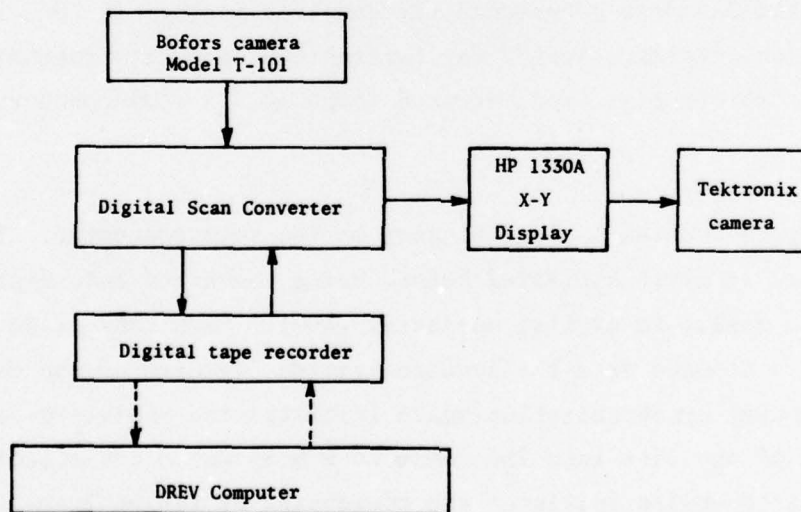 Bofors camera
Model T-101
Digital Scan Converter
HP 1330A
X-Y
Display
Tektronix
camera
Digital tape recorder
DREV Computer